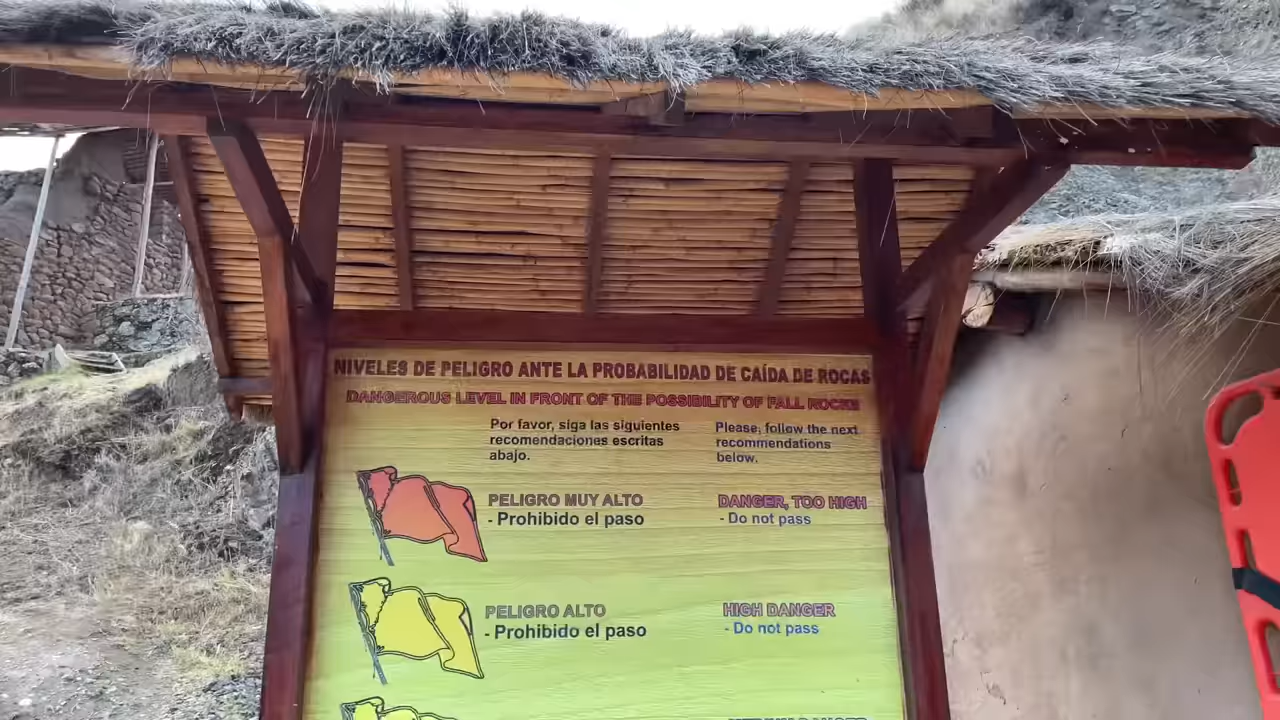 NIVELES DE PELIGRO ANTE LA PROBABILIDAD DE CAÍDA DE ROCAS
DANGEROUS LEVEL IN FRONT OF THE POSSIBILITY OF FALL ROCKS
Por favor, siga las siguientes
recomendaciones escritas
abajo.
Please, follow the next
recommendations
below.
PELIGRO MUY ALTO
- Prohibido el paso
DANGER, TOO HIGH
- Do not pass
PELIGRO ALTO
- Prohibido el paso
HIGH DANGER
- Do not pass